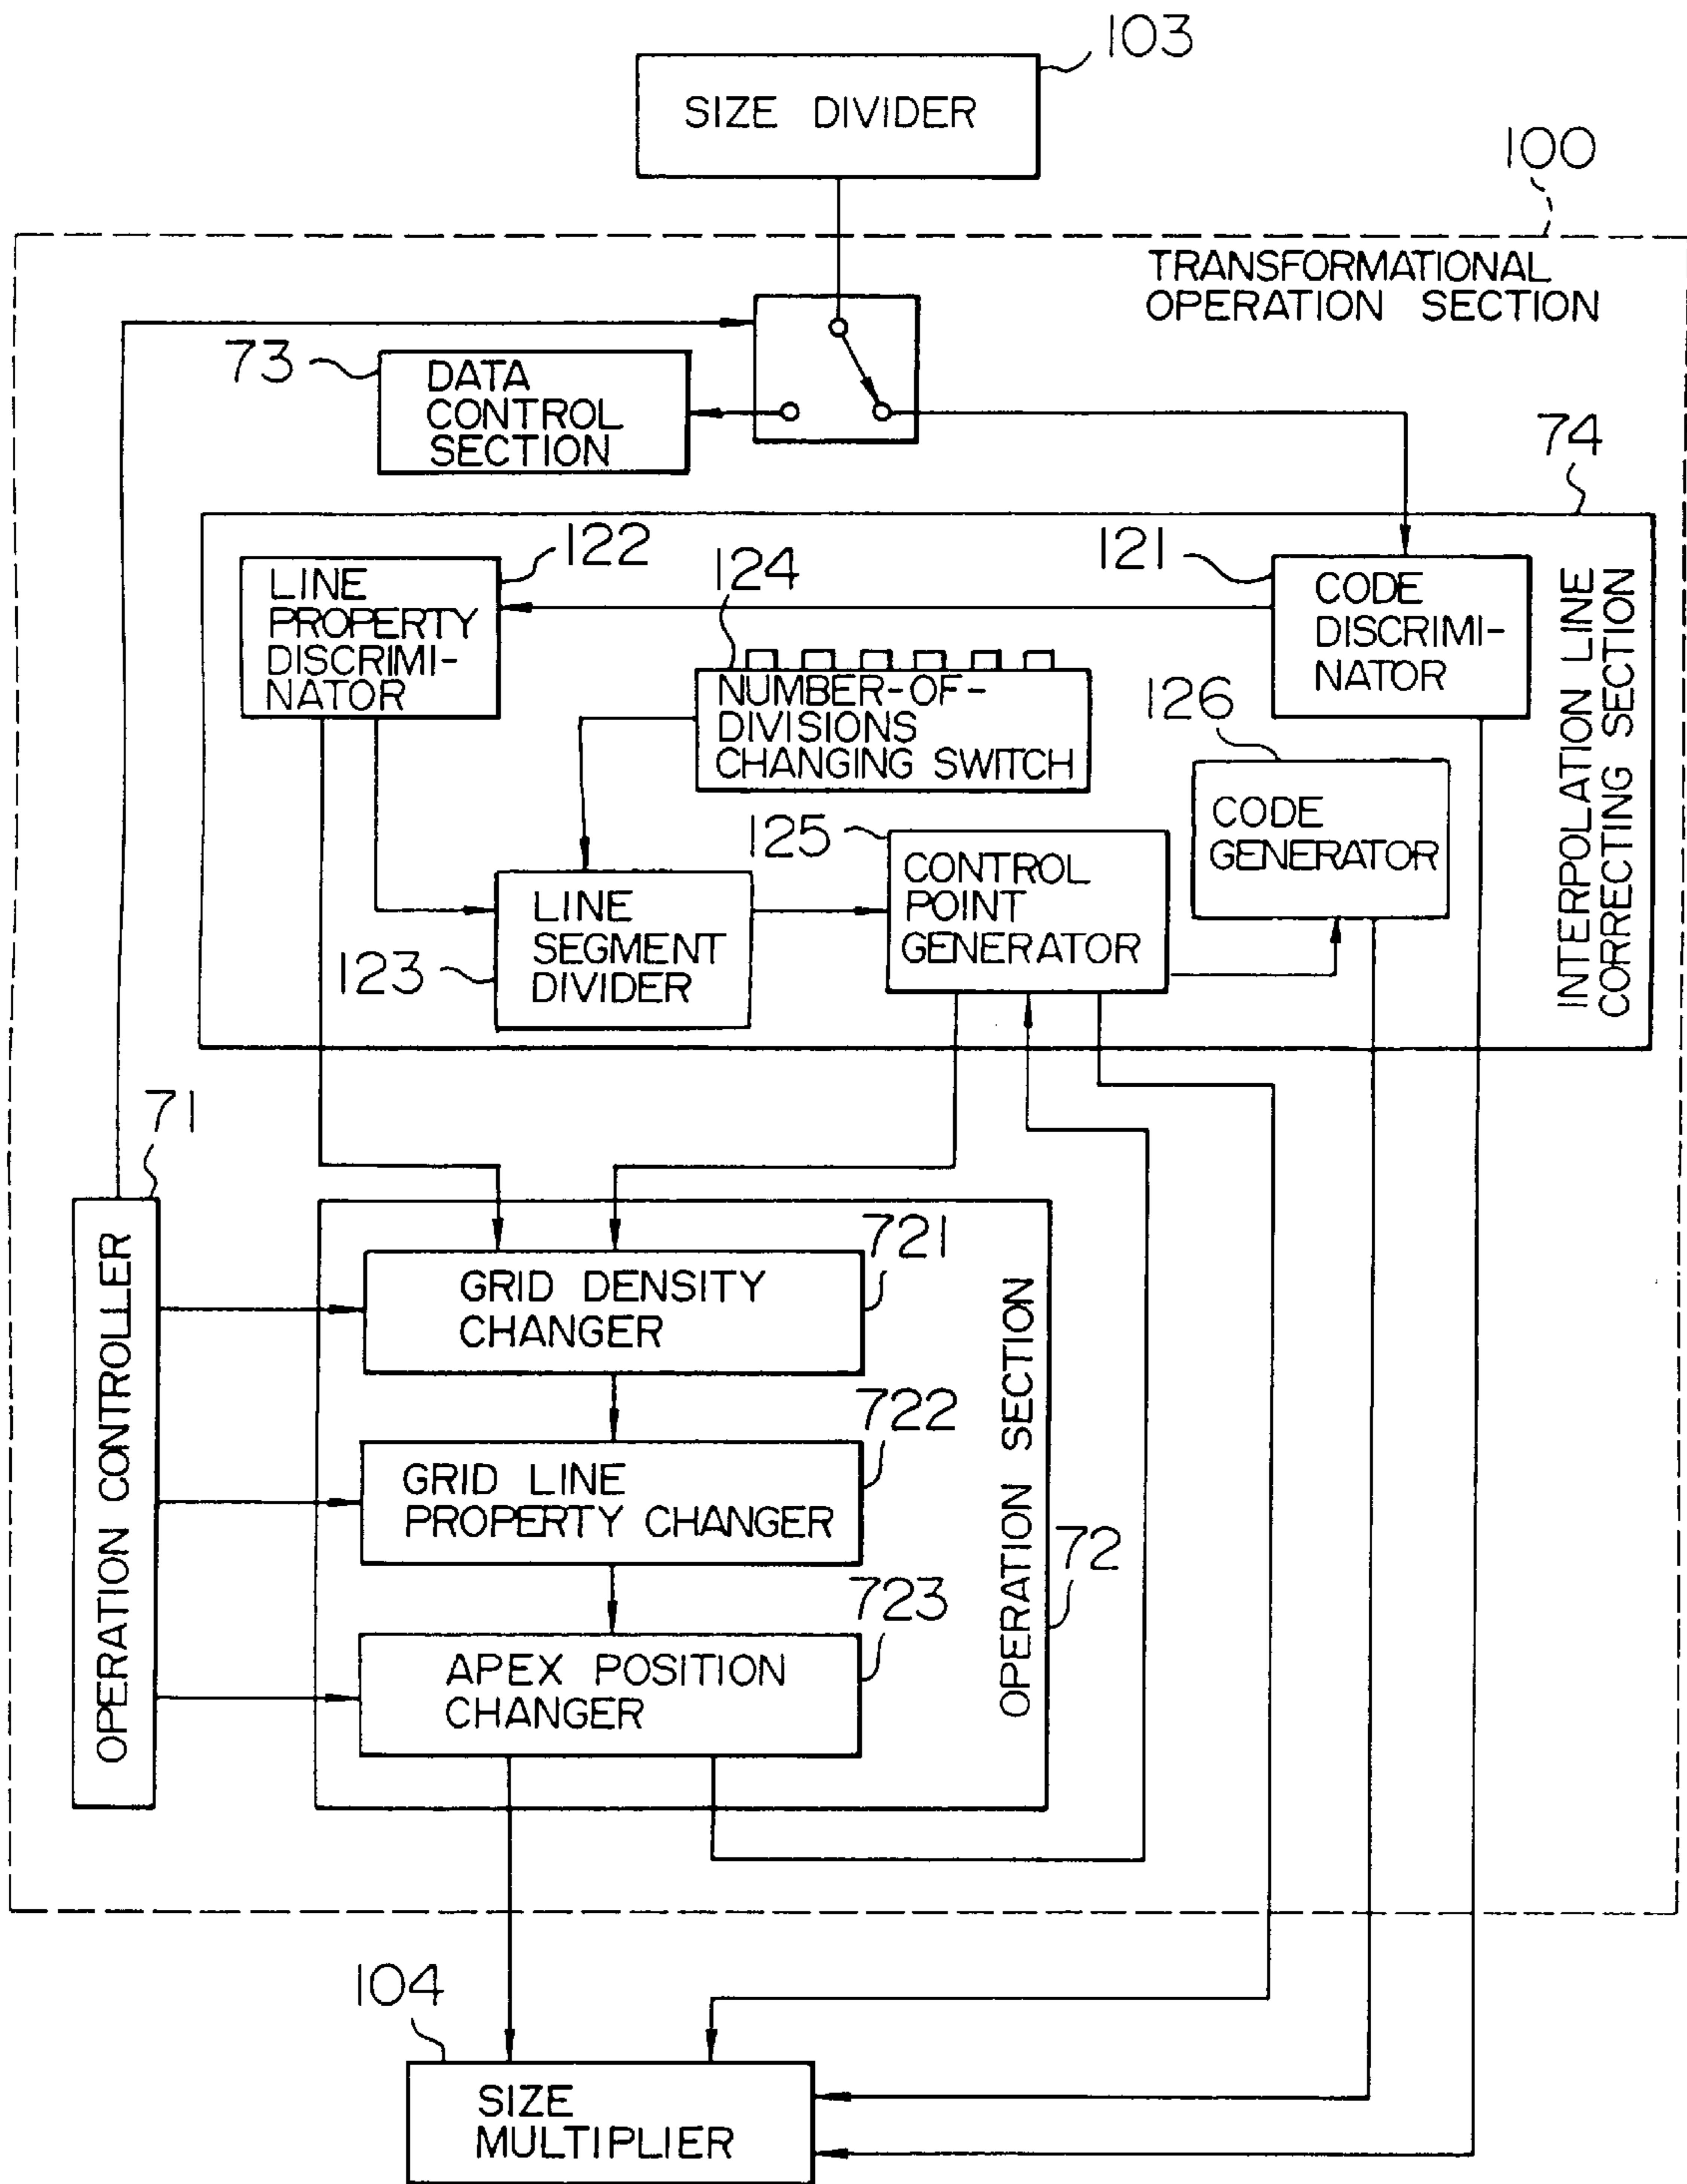 103
SIZE DIVIDER
100
TRANSFORMATIONAL
OPERATION SECTION
73
DATA
CONTROL
SECTION
74
122
LINE
PROPERTY
DISCRIMI-
NATOR
124
NUMBER-OF-
DIVISIONS
CHANGING SWITCH
121
CODE
DISCRIMI-
NATOR
INTERPOLATION LINE
CORRECTING SECTION
126
CODE
GENERATOR
125
CONTROL
POINT
GENERATOR
123
LINE
SEGMENT
DIVIDER
71
OPERATION CONTROLLER
721
GRID DENSITY
CHANGER
722
GRID LINE
PROPERTY CHANGER
723
APEX POSITION
CHANGER
OPERATION SECTION
72
104
SIZE
MULTIPLIER